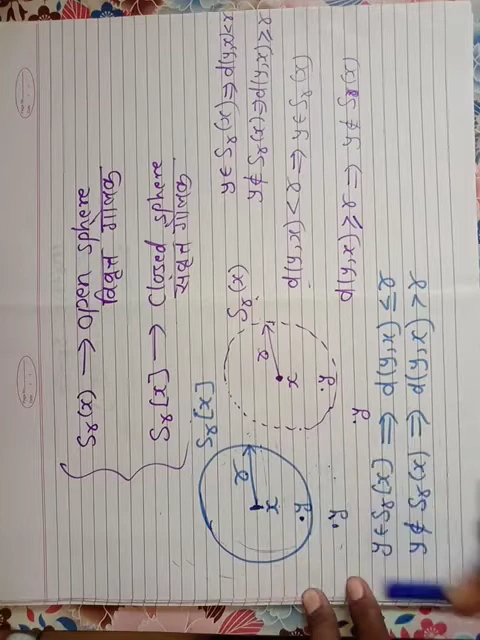 Sr(x) → open sphere
विवृत गोलक
Sr[x] → Closed sphere
संवृत गोलक
Sr[x]
r
x
y
y
Sr(x)
r
x
y
y
y ∈ Sr(x) ⇒ d(y,x) < r
y ∉ Sr(x) ⇒ d(y,x) ≥ r
d(y,x) < r ⇒ y ∈ Sr(x)
d(y,x) ≥ r ⇒ y ∉ Sr(x)
y ∈ Sr[x] ⇒ d(y,x) ≤ r
y ∉ Sr[x] ⇒ d(y,x) > r